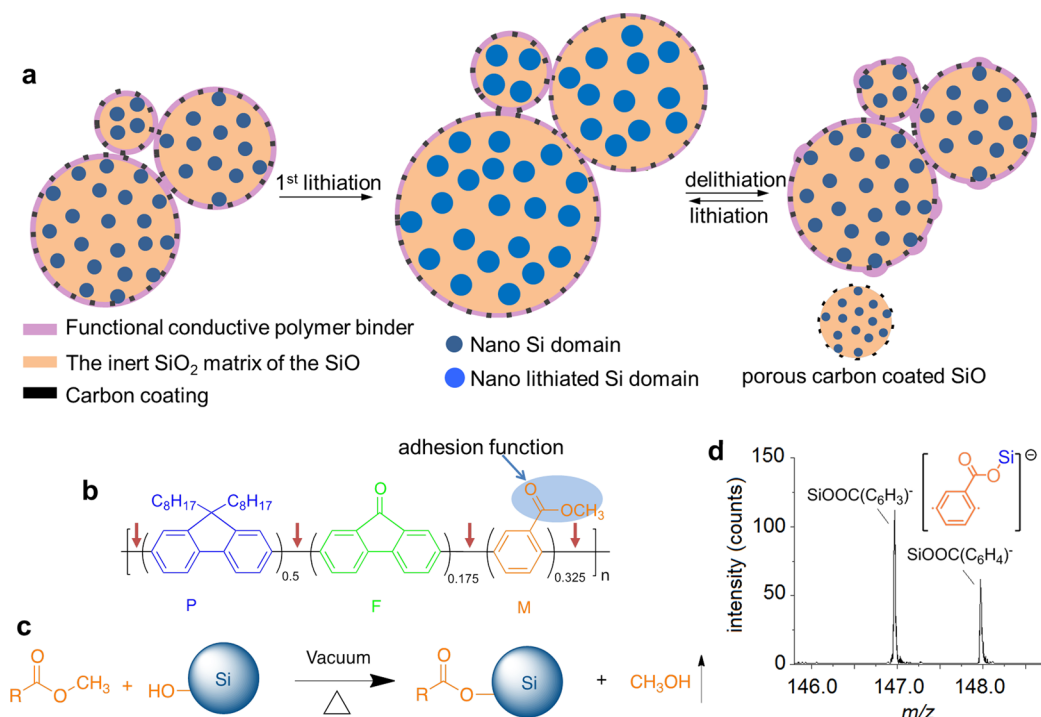 a
1st lithiation
delithiation
lithiation
Functional conductive polymer binder
The inert SiO2 matrix of the SiO
Carbon coating
Nano Si domain
Nano lithiated Si domain
porous carbon coated SiO
b
adhesion function
C8H17 C8H17
O
O
OCH3
0.5
0.175
0.325
n
P
F
M
c
O
R
O
CH3
+
HO
Si
Vacuum
△
O
R
O
Si
+
CH3OH
d
150
100
50
0
intensity (counts)
SiOOC(C6H3)-
SiOOC(C6H4)-
Si
O
O
⊖
146.0 147.0 148.0
m/z